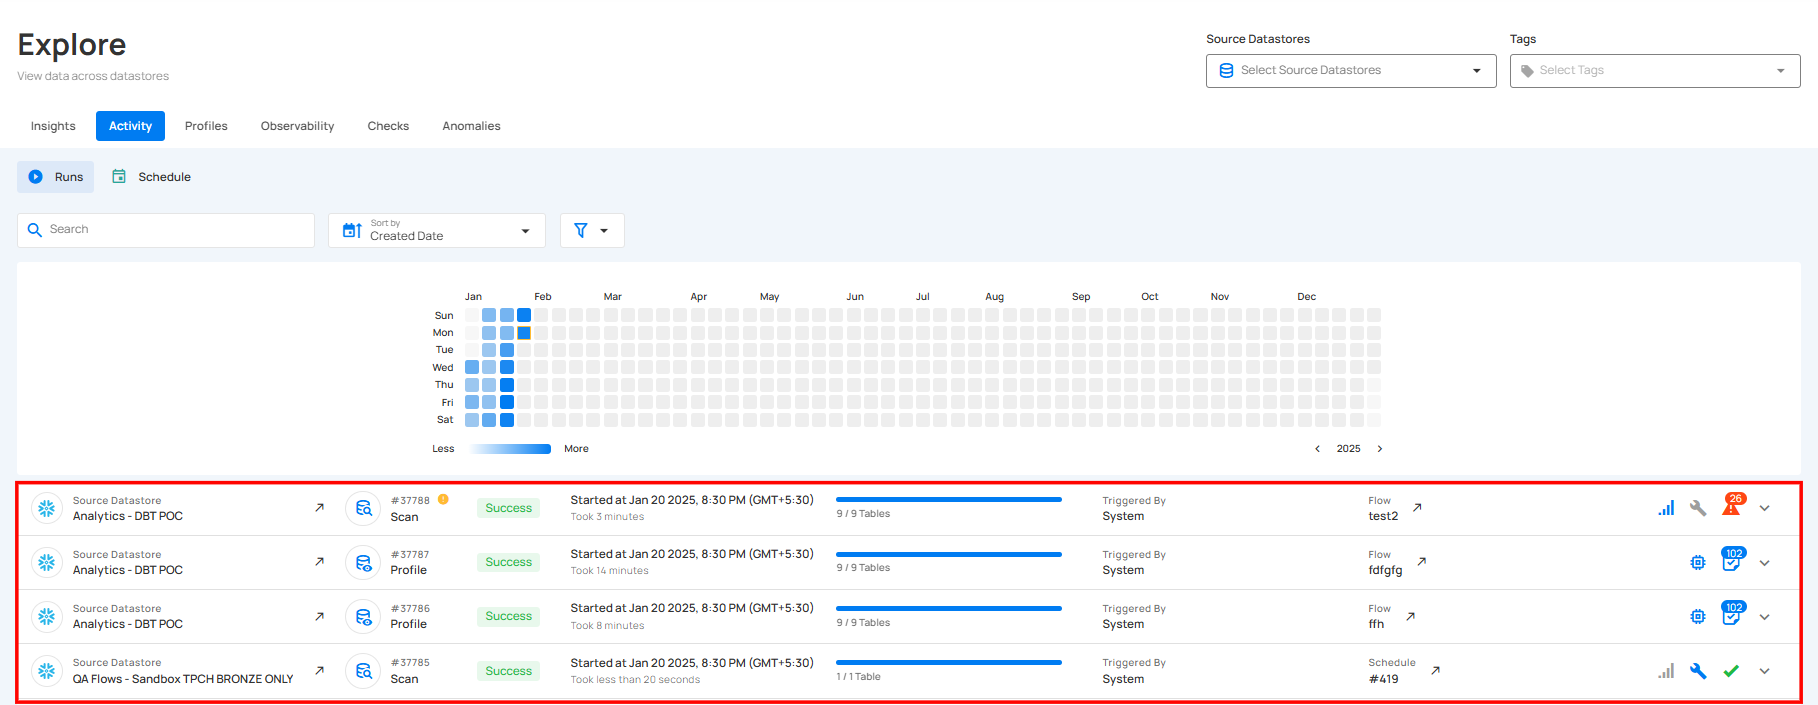 Explore
View data across datastores
Source Datastores
Select Source Datastores
Tags
Select Tags
Insights
Activity
Profiles
Observability
Checks
Anomalies
Runs
Schedule
Search
Sort by
Created Date
Jan Feb Mar Apr May Jun Jul Aug Sep Oct Nov Dec
Sun
Mon
Tue
Wed
Thu
Fri
Sat
Less
More
2025
Source Datastore
Analytics - DBT POC
#37788
Scan
Success
Started at Jan 20 2025, 8:30 PM (GMT+5:30)
Took 3 minutes
9 / 9 Tables
Triggered By
System
Flow
test2
26
Source Datastore
Analytics - DBT POC
#37787
Profile
Success
Started at Jan 20 2025, 8:30 PM (GMT+5:30)
Took 14 minutes
9 / 9 Tables
Triggered By
System
Flow
fdfgfg
102
Source Datastore
Analytics - DBT POC
#37786
Profile
Success
Started at Jan 20 2025, 8:30 PM (GMT+5:30)
Took 8 minutes
9 / 9 Tables
Triggered By
System
Flow
ffh
102
Source Datastore
QA Flows - Sandbox TPCH BRONZE ONLY
#37785
Scan
Success
Started at Jan 20 2025, 8:30 PM (GMT+5:30)
Took less than 20 seconds
1 / 1 Table
Triggered By
System
Schedule
#419